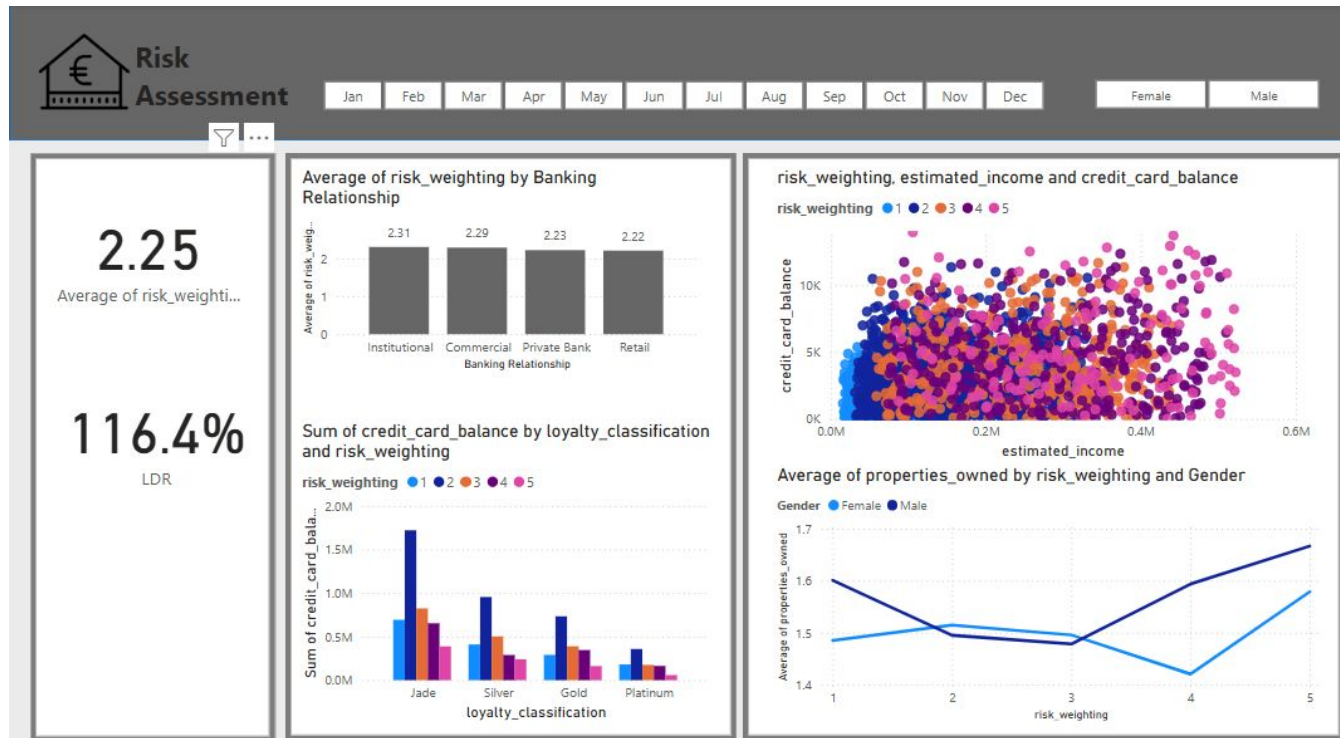 Risk
Assessment
Jan Feb Mar Apr May Jun Jul Aug Sep Oct Nov Dec
Female Male
2.25
Average of risk_weighti...
116.4%
LDR
Average of risk_weighting by Banking
Relationship
Average of risk_weig...
2
1
0
2.31 2.29 2.23 2.22
Institutional Commercial Private Bank Retail
Banking Relationship
Sum of credit_card_balance by loyalty_classification
and risk_weighting
risk_weighting 1 2 3 4 5
Sum of credit_card_bala...
2.0M
1.5M
1.0M
0.5M
0.0M
Jade Silver Gold Platinum
loyalty_classification
risk_weighting, estimated_income and credit_card_balance
risk_weighting 1 2 3 4 5
credit_card_balance
10K
5K
0K
0.0M 0.2M 0.4M 0.6M
estimated_income
Average of properties_owned by risk_weighting and Gender
Gender Female Male
Average of properties_owned
1.7
1.6
1.5
1.4
1 2 3 4 5
risk_weighting